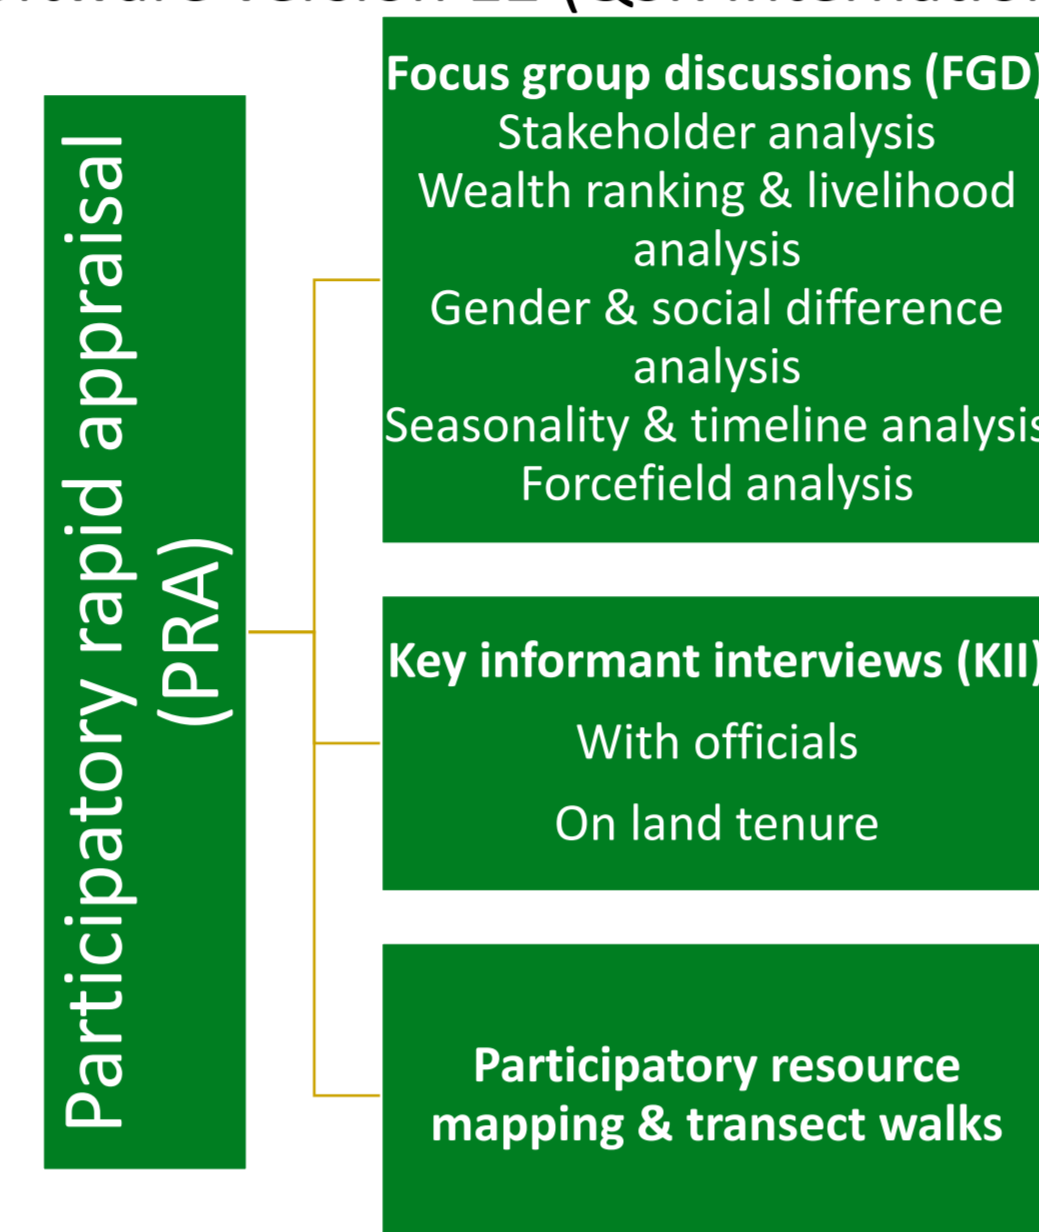 Participatory rapid appraisal
(PRA)
Focus group discussions (FGD)
Stakeholder analysis
Wealth ranking & livelihood
analysis
Gender & social difference
analysis
Seasonality & timeline analysis
Forcefield analysis
Key informant interviews (KII)
With officials
On land tenure
Participatory resource
mapping & transect walks